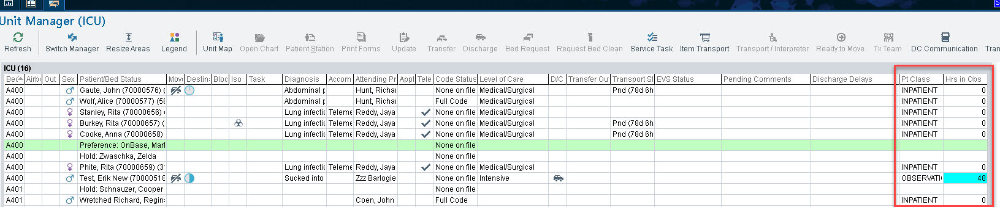 S
Unit Manager (ICU)
Refresh Switch Manager Resize Areas Legend Unit Map Open Chart Patient Station Print Forms Update Transfer Discharge Bed Request Request Bed Clean Service Task Item Transport Transport / Interpreter Ready to Move Tx Team DC Communication Tran
ICU (16)
Bed Airb Out Sex Patient/Bed Status Move Destina Bloc Iso Task Diagnosis Accom Attending Pr Appt Tele Code Status Level of Care D/C Transfer Out Transport St EVS Status Pending Comments Discharge Delays Pt Class Hrs in Obs
A400 Gaute, John (70000576) ( Abdominal p Hunt, Richar None on file Medical/Surgical Pnd (78d 6h INPATIENT 0
A400 Wolf, Alice (70000577) (56 Abdominal p Hunt, Richar Full Code Medical/Surgical INPATIENT 0
A400 Stanley, Rita (70000656) ( Lung infectio Teleme Reddy, Jaya None on file Medical/Surgical INPATIENT 0
A400 Burkey, Rita (70000657) ( Lung infectio Teleme Reddy, Jaya None on file Medical/Surgical Pnd (78d 6h INPATIENT 0
A400 Cooke, Anna (70000658) Lung infectio Teleme Reddy, Jaya None on file Medical/Surgical Pnd (78d 6h INPATIENT 0
A400 Preference: OnBase, Marl None on file
A400 Hold: Zwaschka, Zelda None on file
A400 Phite, Rita (70000659) (3 Lung infectio Teleme Reddy, Jaya None on file Medical/Surgical INPATIENT 0
A400 Test, Erik New (70000518 Sucked into Zzz Barlogie None on file Intensive OBSERVATI 48
A401 Hold: Schnauzer, Cooper None on file
A401 Wretched Richard, Regin Coen, John Full Code INPATIENT 0